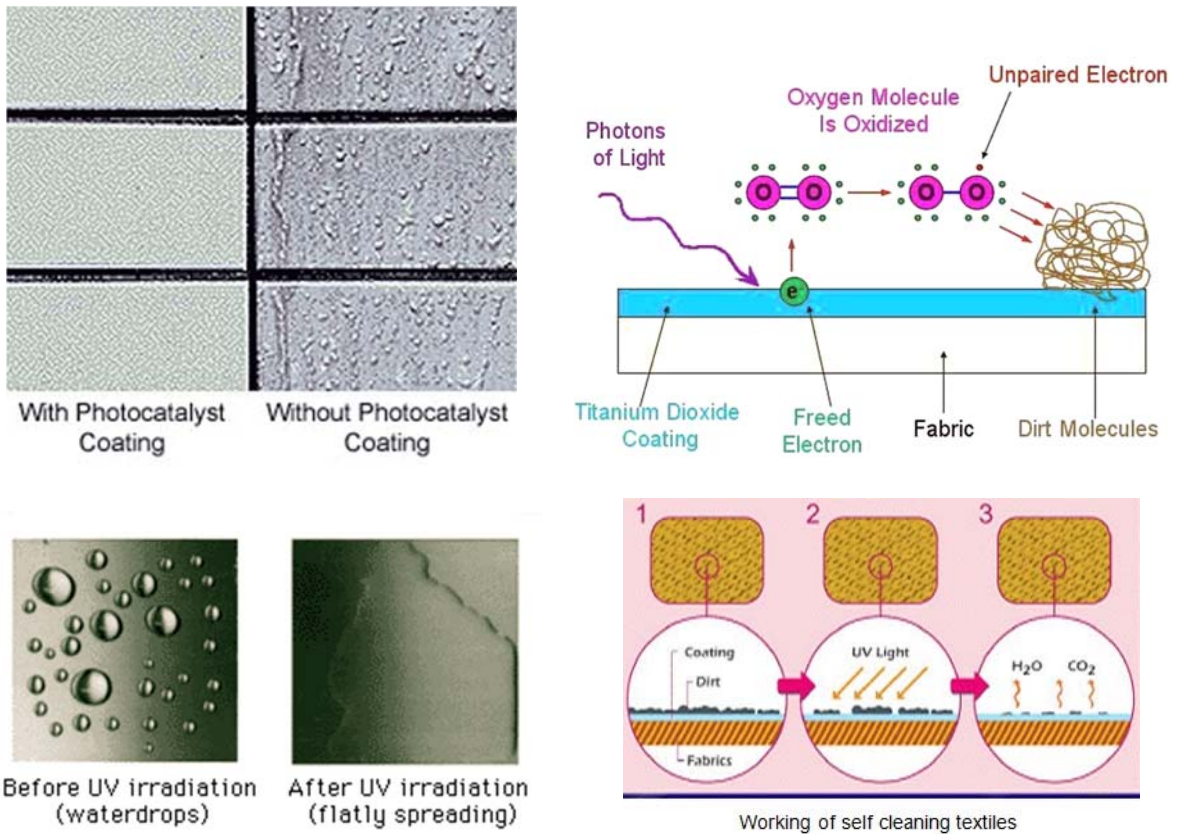 With Photocatalyst
Coating
Without Photocatalyst
Coating
Unpaired Electron
Oxygen Molecule
Is Oxidized
Photons
of Light
O
O
O
O
e⁻
Titanium Dioxide
Coating
Freed
Electron
Fabric
Dirt Molecules
Before UV irradiation
(waterdrops)
After UV irradiation
(flatly spreading)
1
2
3
Coating
Dirt
Fabrics
UV Light
H₂O
CO₂
Working of self cleaning textiles